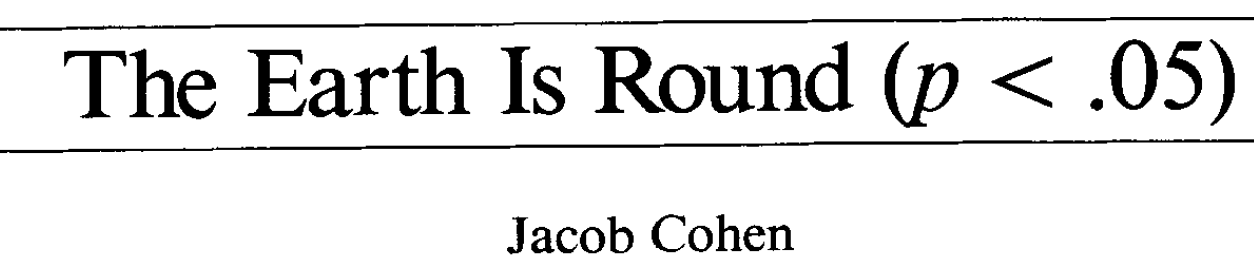 The Earth Is Round (p < .05)
Jacob Cohen